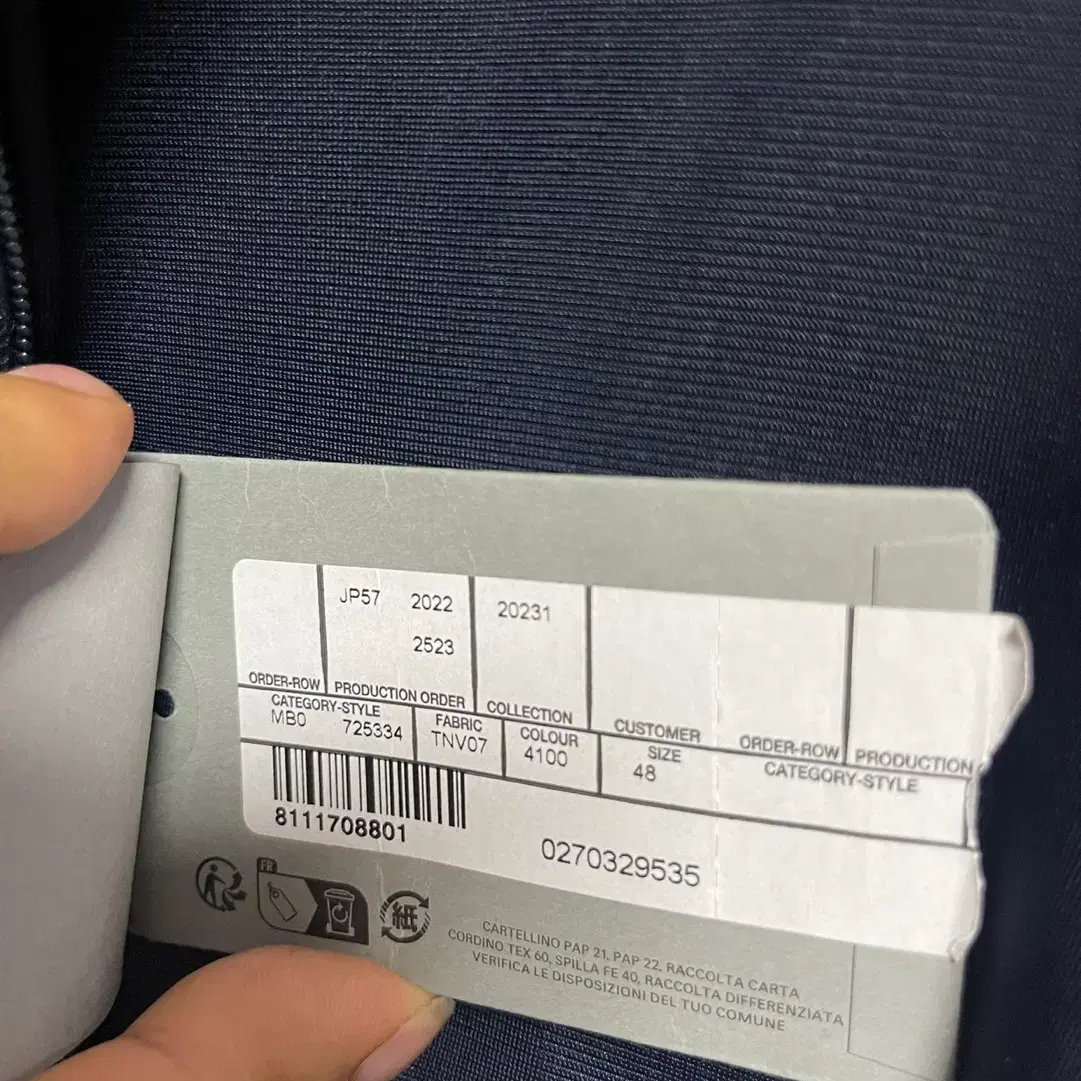 JP57 2022 20231
2523
ORDER-ROW PRODUCTION ORDER COLLECTION CUSTOMER ORDER-ROW PRODUCTION
CATEGORY-STYLE FABRIC COLOUR SIZE CATEGORY-STYLE
MB0 725334 TNV07 4100 48
8111708801
0270329535
FR
紙
CARTELLINO PAP 21, PAP 22, RACCOLTA CARTA
CORDINO TEX 60, SPILLA FE 40, RACCOLTA DIFFERENZIATA
VERIFICA LE DISPOSIZIONI DEL TUO COMUNE